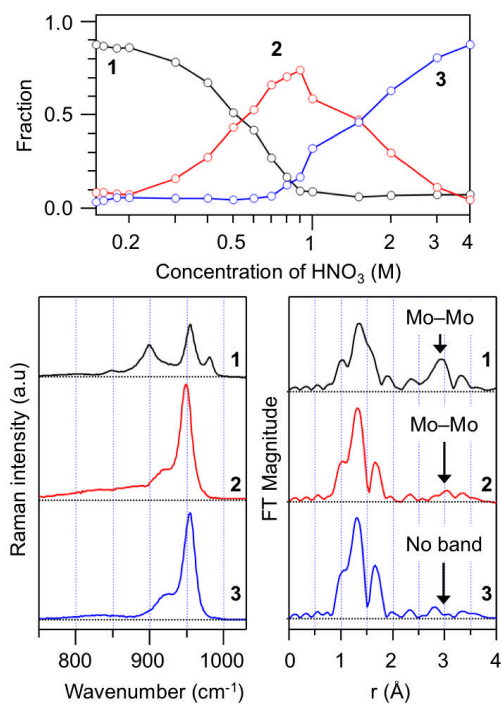 1.0
0.5
0.0
Fraction
1
2
3
0.2
0.5
1
2
3
4
Concentration of HNO₃ (M)
Raman intensity (a.u)
1
2
3
800
900
1000
Wavenumber (cm⁻¹)
FT Magnitude
Mo–Mo
1
Mo–Mo
2
No band
3
0
1
2
3
4
r (Å)